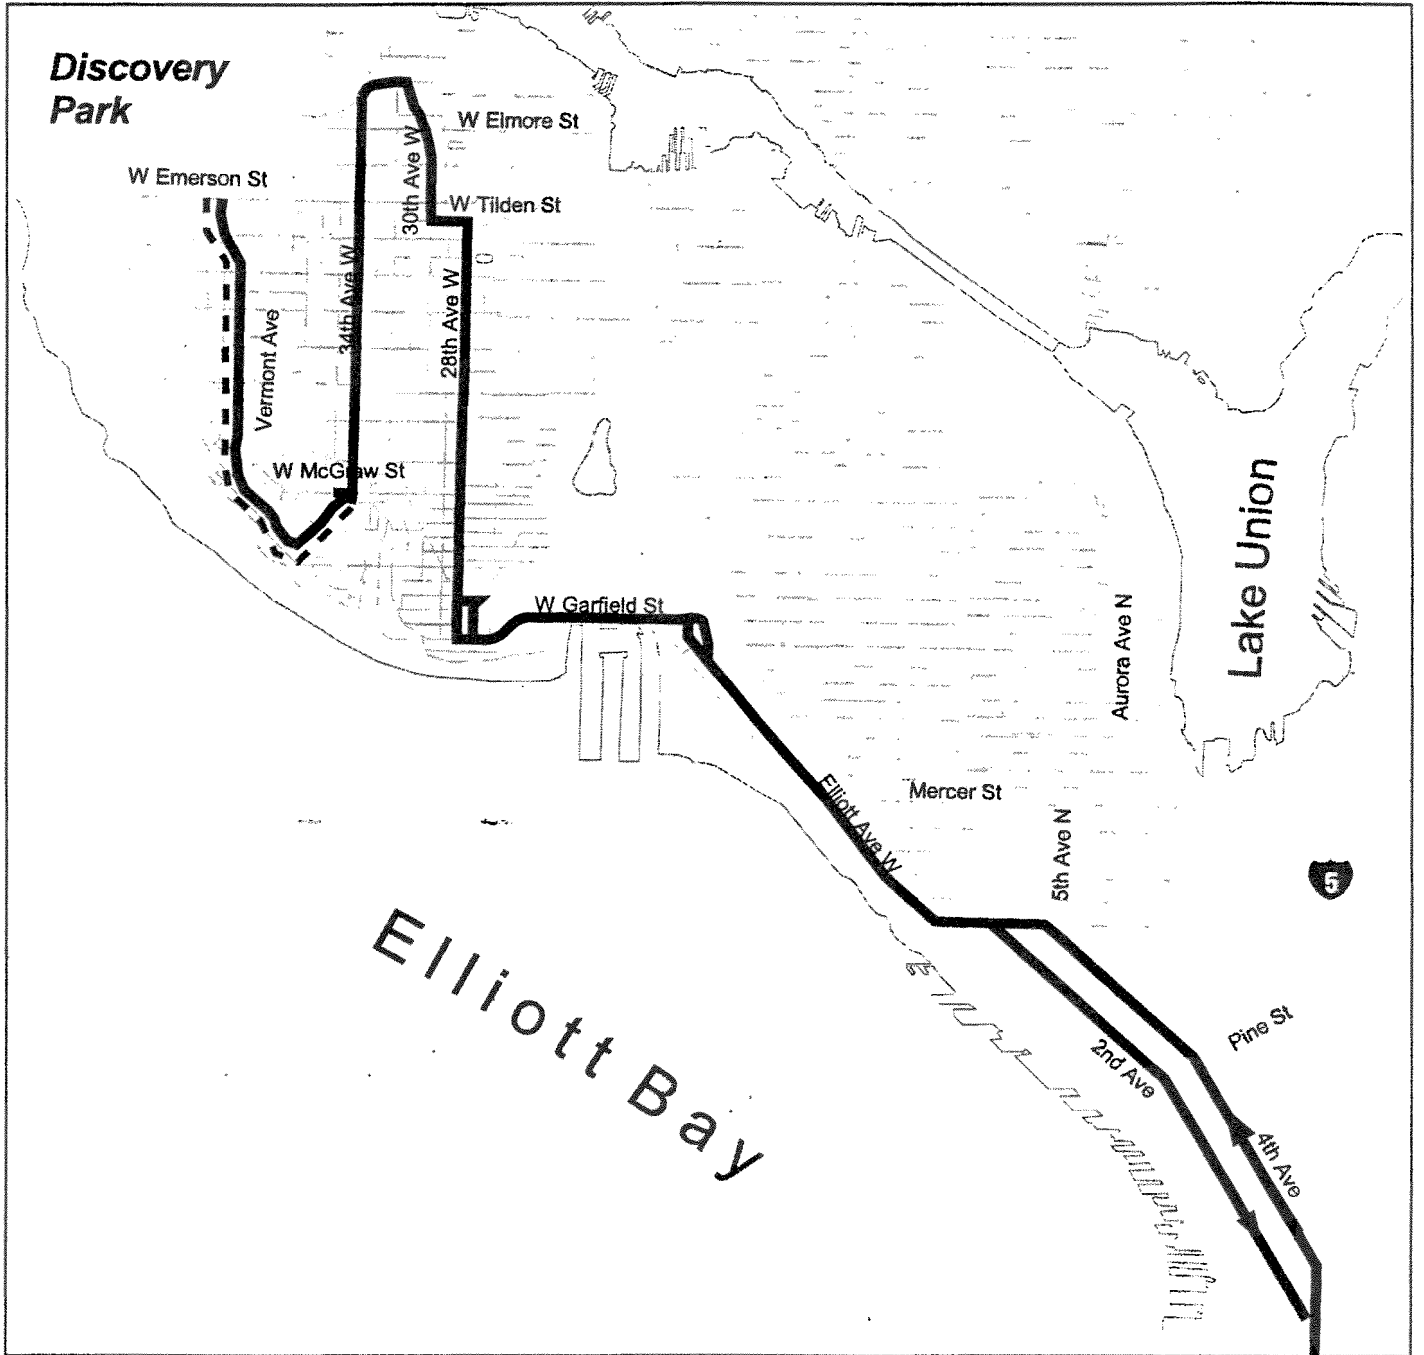 Discovery
Park
W Elmore St
30th Ave W
W Emerson St
W Tilden St
34th Ave W
28th Ave W
Vermont Ave
W McGraw St
Lake Union
W Garfield St
Aurora Ave N
Elliott Ave W
Mercer St
5th Ave N
5
Elliott Bay
Pine St
2nd Ave
4th Ave